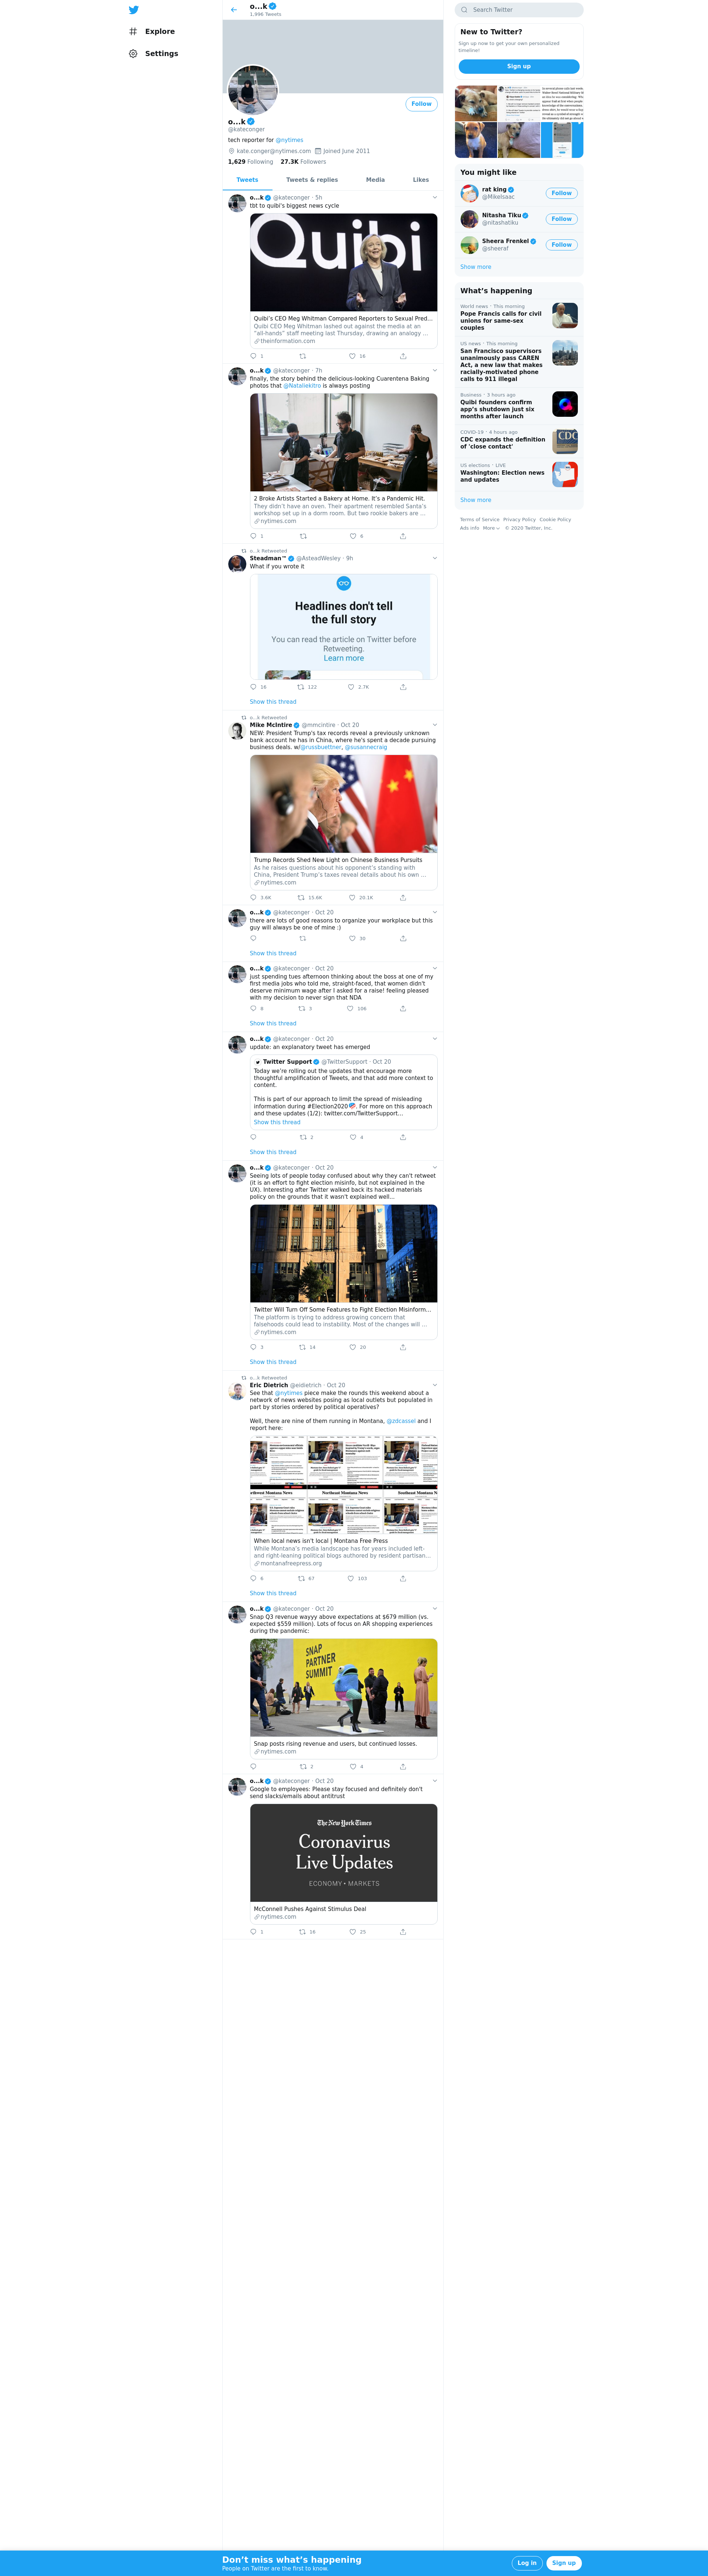 Explore
Settings
o...k
1,996 Tweets
Follow
o...k
@kateconger
tech reporter for @nytimes
kate.conger@nytimes.com Joined June 2011
1,629 Following 27.3K Followers
Tweets Tweets & replies Media Likes
o...k @kateconger · 5h
tbt to quibi's biggest news cycle
Quibi
Quibi's CEO Meg Whitman Compared Reporters to Sexual Pred...
Quibi CEO Meg Whitman lashed out against the media at an
"all-hands" staff meeting last Thursday, drawing an analogy ...
theinformation.com
1 16
o...k @kateconger · 7h
finally, the story behind the delicious-looking Cuarentena Baking
photos that @Nataliekitro is always posting
2 Broke Artists Started a Bakery at Home. It's a Pandemic Hit.
They didn't have an oven. Their apartment resembled Santa's
workshop set up in a dorm room. But two rookie bakers are ...
nytimes.com
1 6
o...k Retweeted
Steadman™ @AsteadWesley · 9h
What if you wrote it
Headlines don't tell
the full story
You can read the article on Twitter before
Retweeting.
Learn more
16 122 2.7K
Show this thread
o...k Retweeted
Mike McIntire @mmcintire · Oct 20
NEW: President Trump's tax records reveal a previously unknown
bank account he has in China, where he's spent a decade pursuing
business deals. w/@russbuettner, @susannecraig
Trump Records Shed New Light on Chinese Business Pursuits
As he raises questions about his opponent's standing with
China, President Trump's taxes reveal details about his own ...
nytimes.com
3.6K 15.6K 20.1K
o...k @kateconger · Oct 20
there are lots of good reasons to organize your workplace but this
guy will always be one of mine :)
30
Show this thread
o...k @kateconger · Oct 20
just spending tues afternoon thinking about the boss at one of my
first media jobs who told me, straight-faced, that women didn't
deserve minimum wage after I asked for a raise! feeling pleased
with my decision to never sign that NDA
8 3 106
Show this thread
o...k @kateconger · Oct 20
update: an explanatory tweet has emerged
Twitter Support @TwitterSupport · Oct 20
Today we're rolling out the updates that encourage more
thoughtful amplification of Tweets, and that add more context to
content.
This is part of our approach to limit the spread of misleading
information during #Election2020. For more on this approach
and these updates (1/2): twitter.com/TwitterSupport...
Show this thread
2 4
Show this thread
o...k @kateconger · Oct 20
Seeing lots of people today confused about why they can't retweet
(it is an effort to fight election misinfo, but not explained in the
UX). Interesting after Twitter walked back its hacked materials
policy on the grounds that it wasn't explained well...
Twitter Will Turn Off Some Features to Fight Election Misinform...
The platform is trying to address growing concern that
falsehoods could lead to instability. Most of the changes will ...
nytimes.com
3 14 20
Show this thread
o...k Retweeted
Eric Dietrich @eidietrich · Oct 20
See that @nytimes piece make the rounds this weekend about a
network of news websites posing as local outlets but populated in
part by stories ordered by political operatives?
Well, there are nine of them running in Montana, @zdcassel and I
report here:
Northeast Montana News
When local news isn't local | Montana Free Press
While Montana's media landscape has for years included left-
and right-leaning political blogs authored by resident partisan...
montanafreepress.org
6 67 103
Show this thread
o...k @kateconger · Oct 20
Snap Q3 revenue wayyy above expectations at $679 million (vs.
expected $559 million). Lots of focus on AR shopping experiences
during the pandemic:
SNAP
PARTNER
SUMMIT
Snap posts rising revenue and users, but continued losses.
nytimes.com
2 4
o...k @kateconger · Oct 20
Google to employees: Please stay focused and definitely don't
send slacks/emails about antitrust
The New York Times
Coronavirus
Live Updates
ECONOMY • MARKETS
McConnell Pushes Against Stimulus Deal
nytimes.com
1 16 25
Search Twitter
New to Twitter?
Sign up now to get your own personalized
timeline!
Sign up
You might like
rat king
@MikeIsaac
Follow
Nitasha Tiku
@nitashatiku
Follow
Sheera Frenkel
@sheeraf
Follow
Show more
What's happening
World news · This morning
Pope Francis calls for civil
unions for same-sex
couples
US news · This morning
San Francisco supervisors
unanimously pass CAREN
Act, a new law that makes
racially-motivated phone
calls to 911 illegal
Business · 3 hours ago
Quibi founders confirm
app's shutdown just six
months after launch
COVID-19 · 4 hours ago
CDC expands the definition
of 'close contact'
CDC
US elections · LIVE
Washington: Election news
and updates
Show more
Terms of Service Privacy Policy Cookie Policy
Ads info More © 2020 Twitter, Inc.
Don't miss what's happening
People on Twitter are the first to know.
Log in Sign up